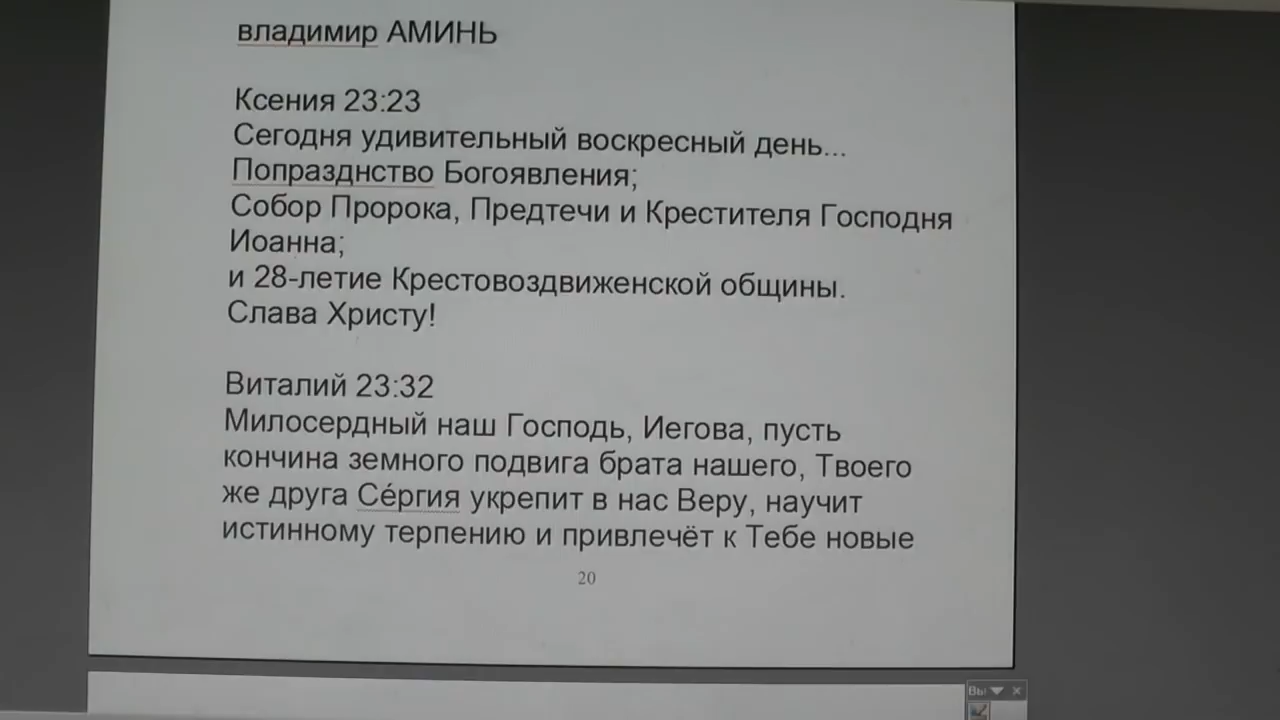 владимир АМИНЬ
Ксения 23:23
Сегодня удивительный воскресный день...
Попразднство Богоявления;
Собор Пророка, Предтечи и Крестителя Господня
Иоанна;
и 28-летие Крестовоздвиженской общины.
Слава Христу!
Виталий 23:32
Милосердный наш Господь, Иегова, пусть
кончина земного подвига брата нашего, Твоего
же друга Се́ргия укрепит в нас Веру, научит
истинному терпению и привлечёт к Тебе новые
20
Вы